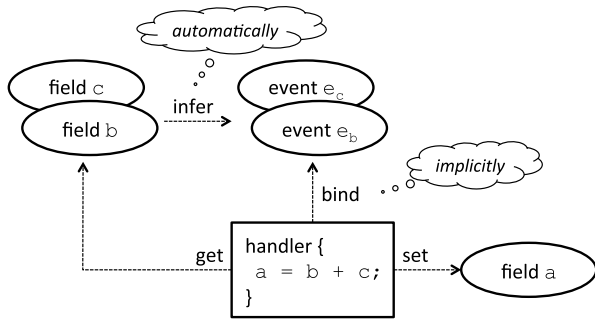 automatically
field c
field b
infer
event e_c
event e_b
implicitly
bind
get
handler {
a = b + c;
}
set
field a